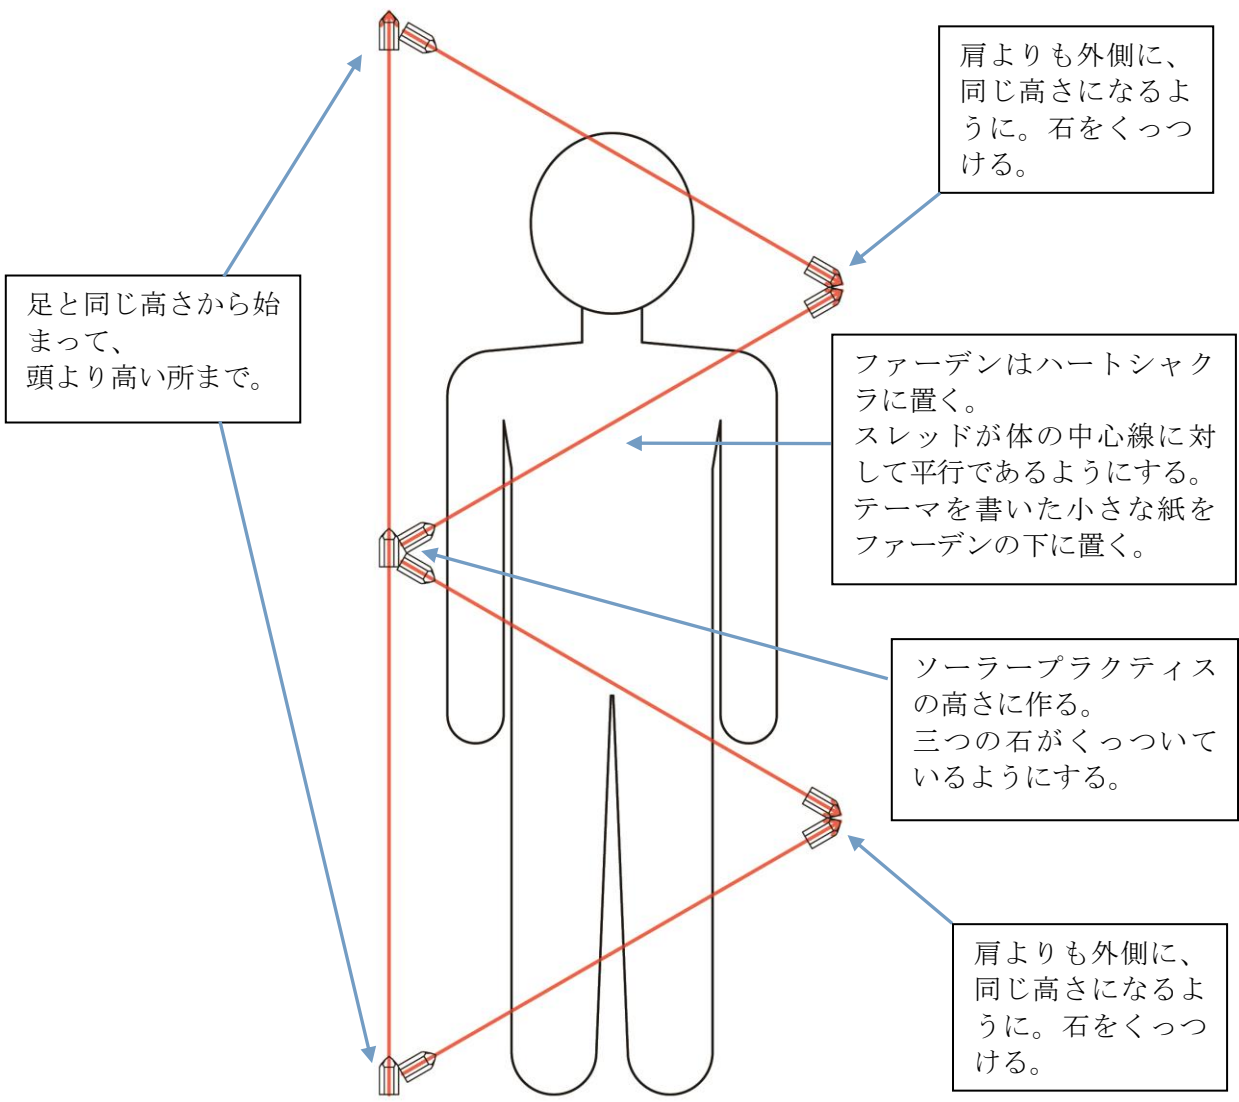 肩よりも外側に、
同じ高さになるよ
うに。石をくっつ
ける。
足と同じ高さから始
まって、
頭より高い所まで。
ファーデンはハートシャク
ラに置く。
スレッドが体の中心線に対
して平行であるようにする。
テーマを書いた小さな紙を
ファーデンの下に置く。
ソーラープラクティス
の高さに作る。
三つの石がくっついて
いるようにする。
肩よりも外側に、
同じ高さになるよ
うに。石をくっつ
ける。